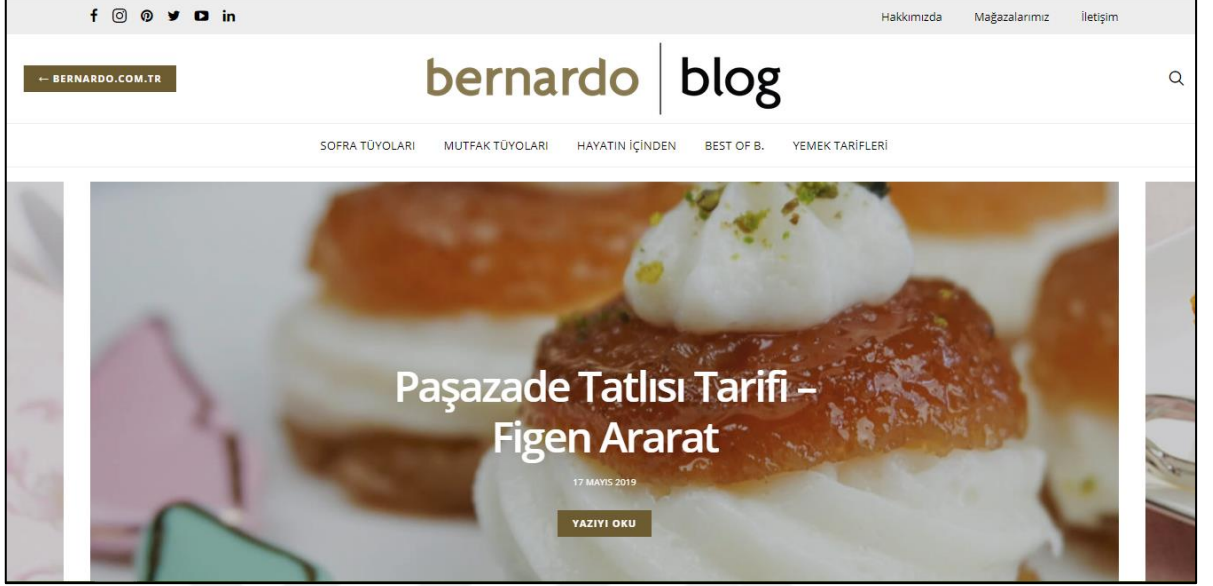 Hakkımızda Mağazalarımız İletişim
← BERNARDO.COM.TR
bernardo | blog
SOFRA TÜYOLARI MUTFAK TÜYOLARI HAYATIN İÇİNDEN BEST OF B. YEMEK TARİFLERİ
Paşazade Tatlısı Tarifi –
Figen Ararat
17 MAYIS 2019
YAZIYI OKU